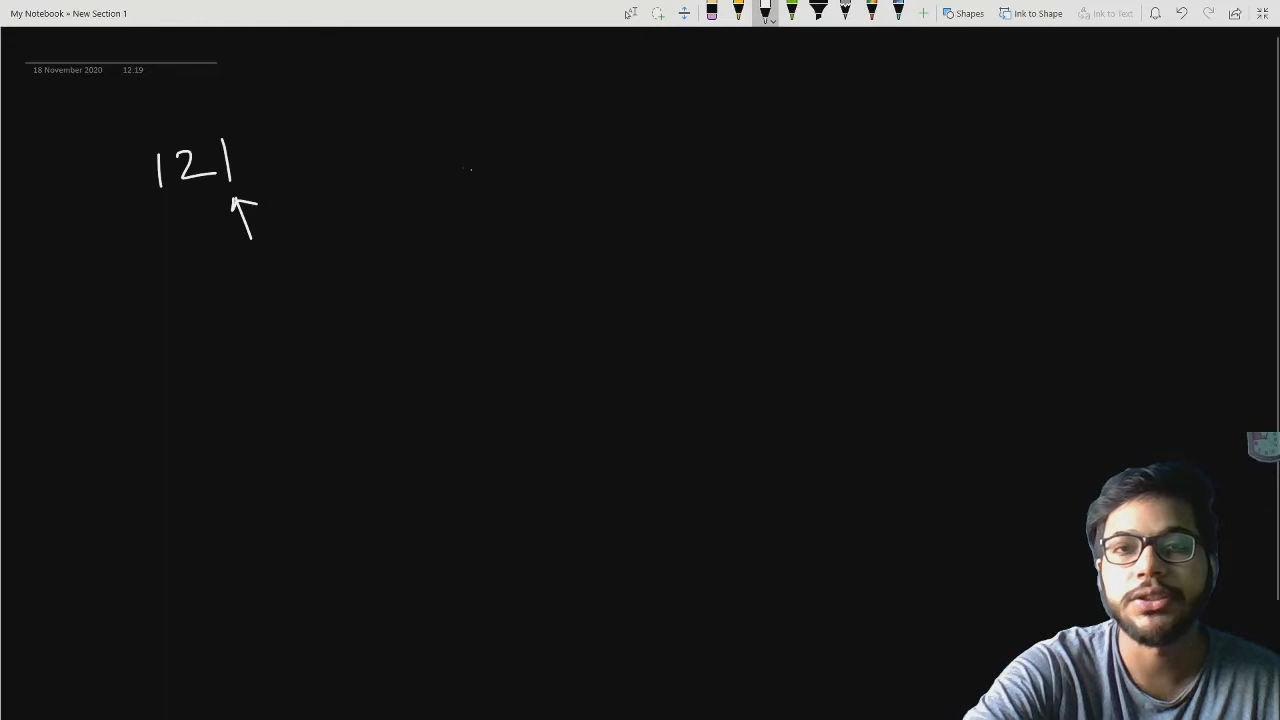 My Notebook » New Section 1
Shapes
Ink to Shape
Ink to Text
18 November 2020 12:19
121